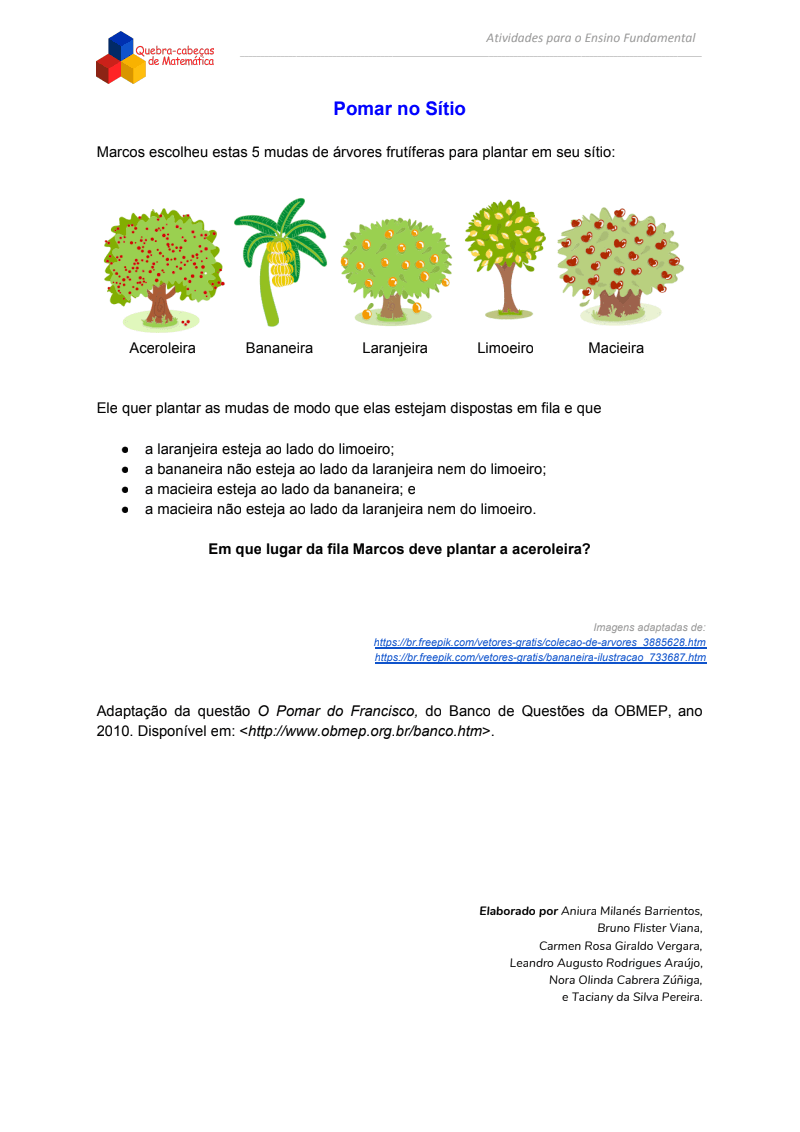 Quebra-cabeças
de Matemática
Atividades para o Ensino Fundamental
Pomar no Sítio
Marcos escolheu estas 5 mudas de árvores frutíferas para plantar em seu sítio:
Aceroleira Bananeira Laranjeira Limoeiro Macieira
Ele quer plantar as mudas de modo que elas estejam dispostas em fila e que
● a laranjeira esteja ao lado do limoeiro;
● a bananeira não esteja ao lado da laranjeira nem do limoeiro;
● a macieira esteja ao lado da bananeira; e
● a macieira não esteja ao lado da laranjeira nem do limoeiro.
Em que lugar da fila Marcos deve plantar a aceroleira?
Imagens adaptadas de:
https://br.freepik.com/vetores-gratis/colecao-de-arvores_3885628.htm
https://br.freepik.com/vetores-gratis/bananeira-ilustracao_733687.htm
Adaptação da questão O Pomar do Francisco, do Banco de Questões da OBMEP, ano
2010. Disponível em: <http://www.obmep.org.br/banco.htm>.
Elaborado por Aniura Milanés Barrientos,
Bruno Flister Viana,
Carmen Rosa Giraldo Vergara,
Leandro Augusto Rodrigues Araújo,
Nora Olinda Cabrera Zúñiga,
e Taciany da Silva Pereira.